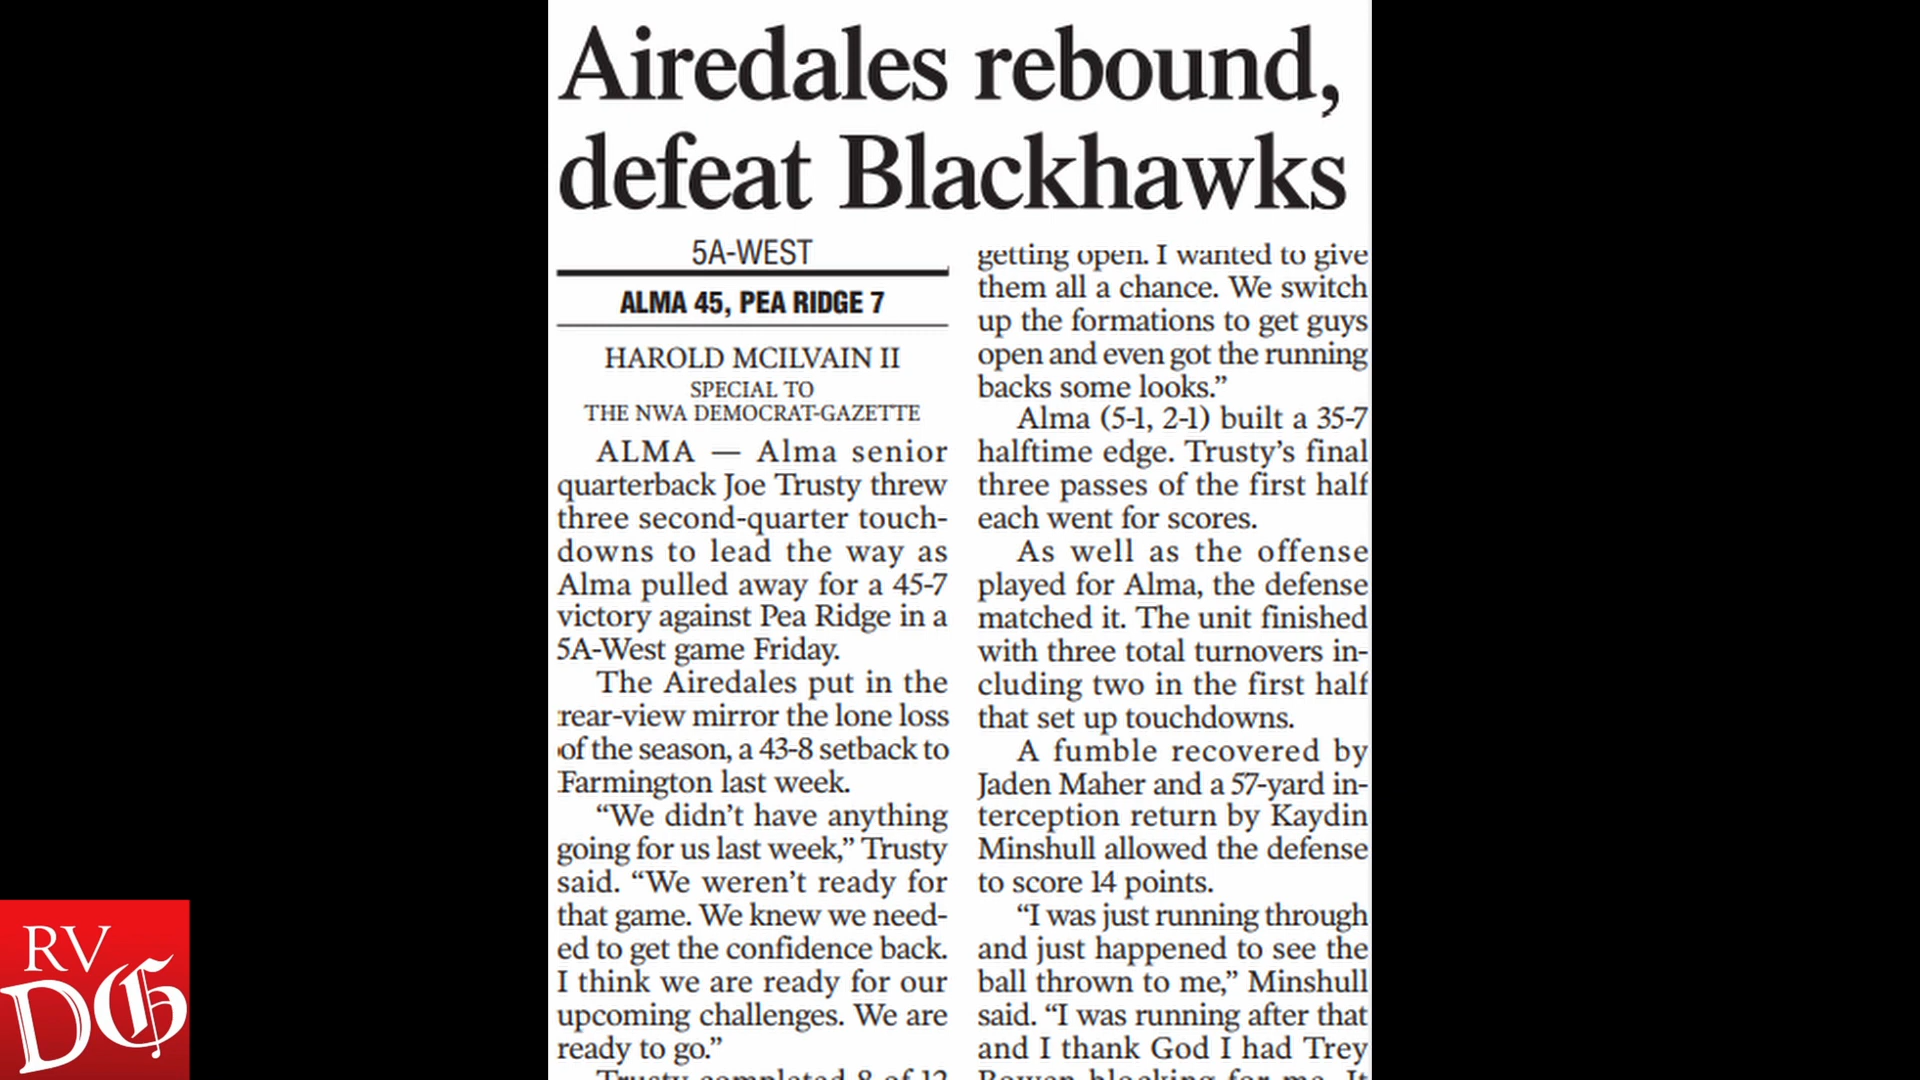 Airedales rebound,
defeat Blackhawks
5A-WEST
ALMA 45, PEA RIDGE 7
HAROLD MCILVAIN II
SPECIAL TO
THE NWA DEMOCRAT-GAZETTE
ALMA — Alma senior
quarterback Joe Trusty threw
three second-quarter touch-
downs to lead the way as
Alma pulled away for a 45-7
victory against Pea Ridge in a
5A-West game Friday.
The Airedales put in the
rear-view mirror the lone loss
of the season, a 43-8 setback to
Farmington last week.
“We didn’t have anything
going for us last week,” Trusty
said. “We weren’t ready for
that game. We knew we need-
ed to get the confidence back.
I think we are ready for our
upcoming challenges. We are
ready to go.”
Trusty completed 8 of 12
getting open. I wanted to give
them all a chance. We switch
up the formations to get guys
open and even got the running
backs some looks.”
Alma (5-1, 2-1) built a 35-7
halftime edge. Trusty’s final
three passes of the first half
each went for scores.
As well as the offense
played for Alma, the defense
matched it. The unit finished
with three total turnovers in-
cluding two in the first half
that set up touchdowns.
A fumble recovered by
Jaden Maher and a 57-yard in-
terception return by Kaydin
Minshull allowed the defense
to score 14 points.
“I was just running through
and just happened to see the
ball thrown to me,” Minshull
said. “I was running after that
and I thank God I had Trey
Bowen blocking for me. It
RV
DG